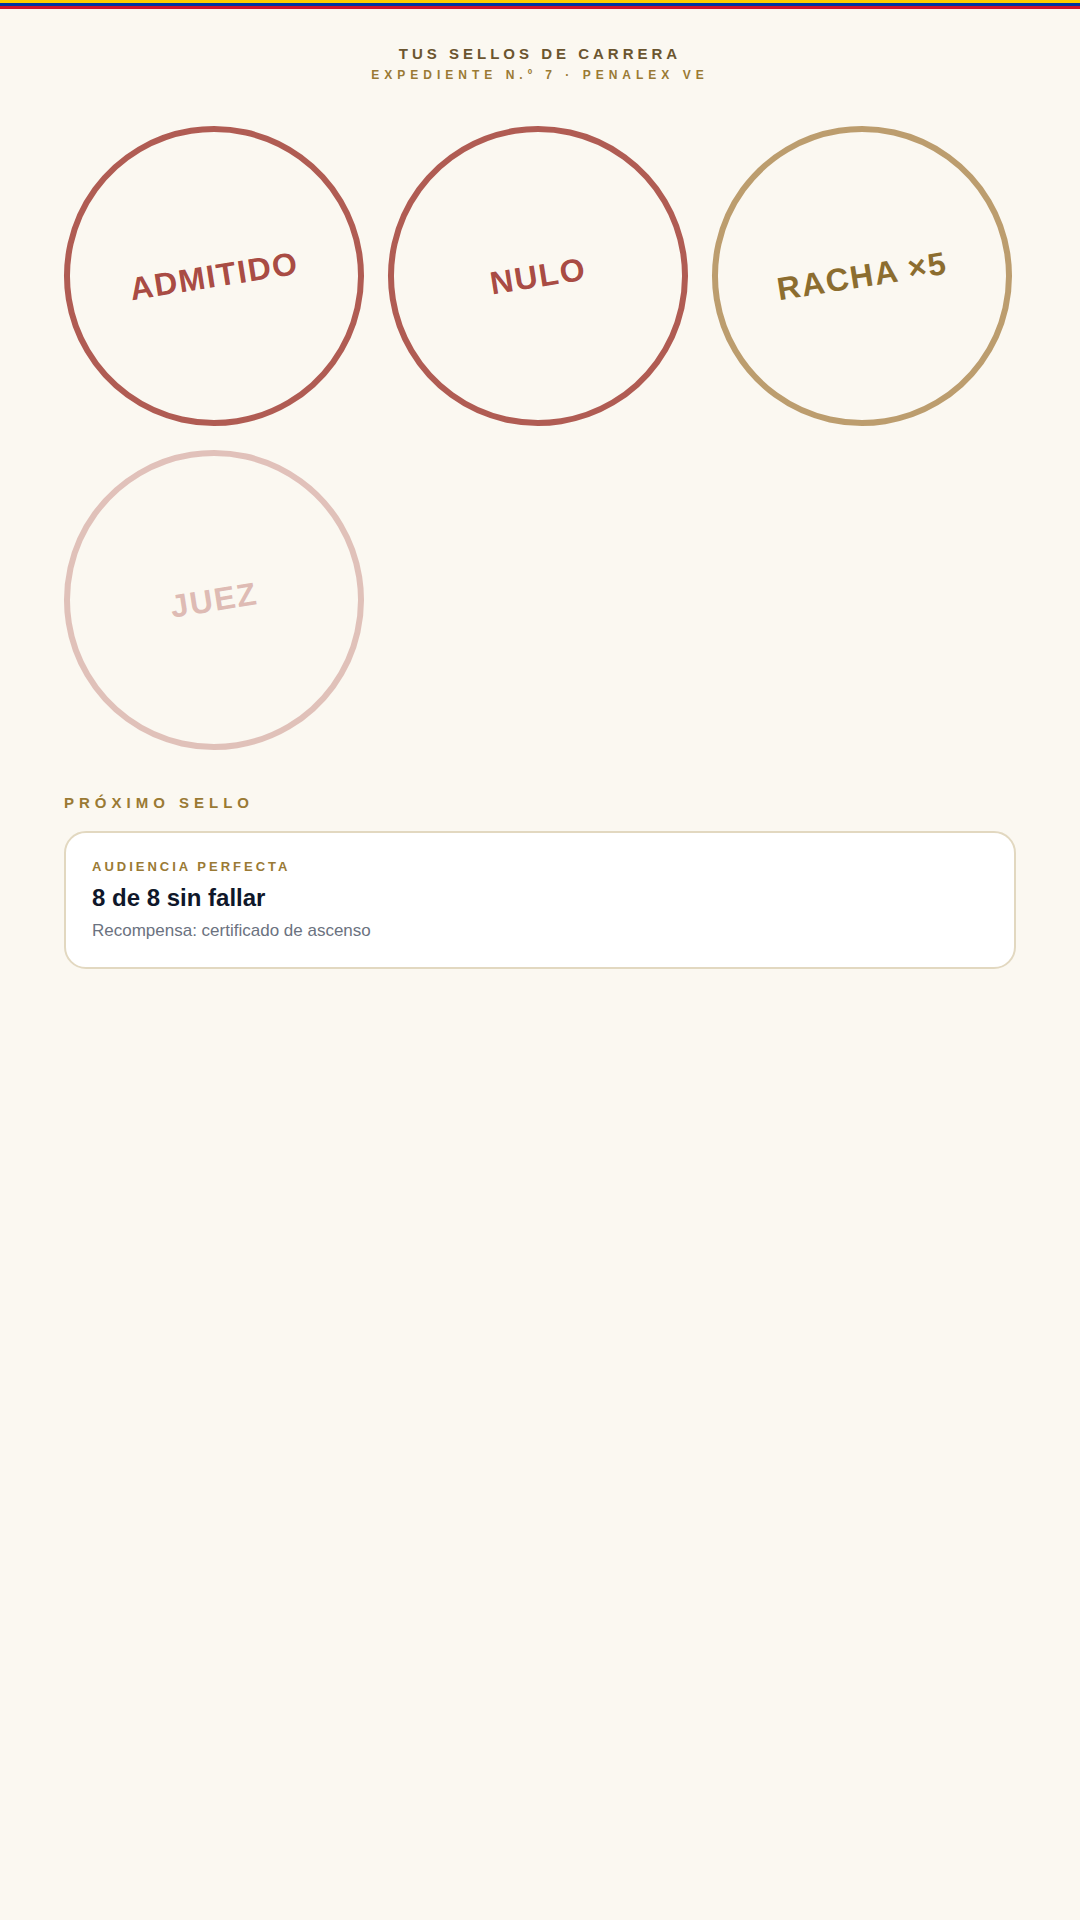 TUS SELLOS DE CARRERA
EXPEDIENTE N.º 7 · PENALEX VE
ADMITIDO
NULO
RACHA ×5
JUEZ
PRÓXIMO SELLO
AUDIENCIA PERFECTA
8 de 8 sin fallar
Recompensa: certificado de ascenso